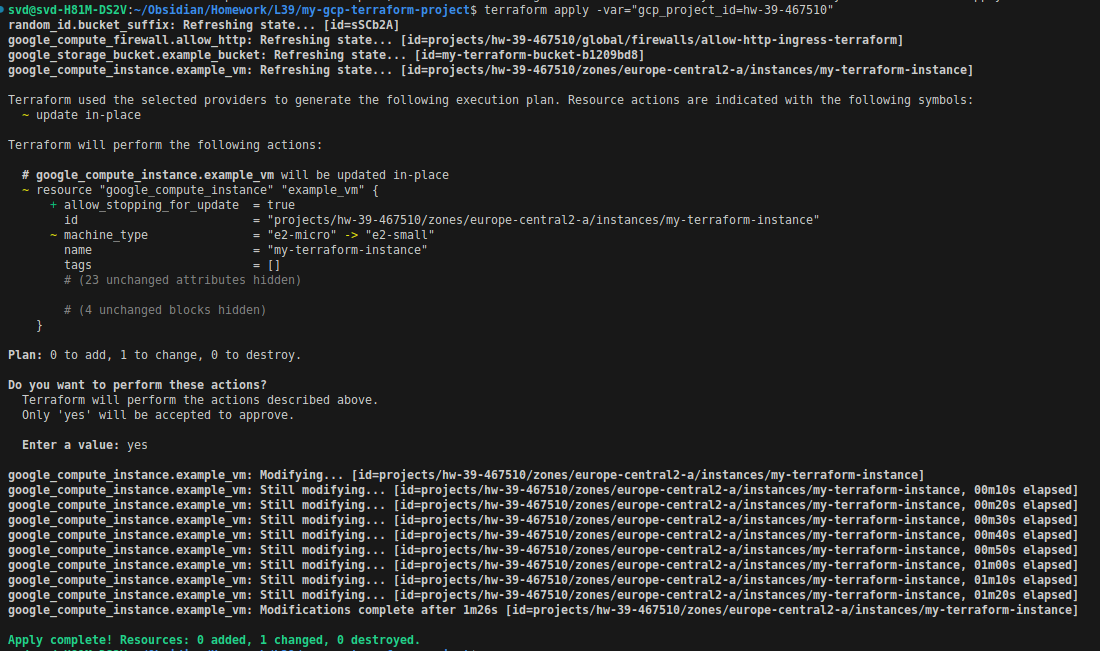 svd@svd-H81M-DS2V:~/Obsidian/Homework/L39/my-gcp-terraform-project$ terraform apply -var="gcp_project_id=hw-39-467510"
random_id.bucket_suffix: Refreshing state... [id=sSCb2A]
google_compute_firewall.allow_http: Refreshing state... [id=projects/hw-39-467510/global/firewalls/allow-http-ingress-terraform]
google_storage_bucket.example_bucket: Refreshing state... [id=my-terraform-bucket-b1209bd8]
google_compute_instance.example_vm: Refreshing state... [id=projects/hw-39-467510/zones/europe-central2-a/instances/my-terraform-instance]

Terraform used the selected providers to generate the following execution plan. Resource actions are indicated with the following symbols:
  ~ update in-place

Terraform will perform the following actions:

  # google_compute_instance.example_vm will be updated in-place
  ~ resource "google_compute_instance" "example_vm" {
      + allow_stopping_for_update  = true
        id                         = "projects/hw-39-467510/zones/europe-central2-a/instances/my-terraform-instance"
      ~ machine_type               = "e2-micro" -> "e2-small"
        name                       = "my-terraform-instance"
        tags                       = []
        # (23 unchanged attributes hidden)

        # (4 unchanged blocks hidden)
    }

Plan: 0 to add, 1 to change, 0 to destroy.

Do you want to perform these actions?
  Terraform will perform the actions described above.
  Only 'yes' will be accepted to approve.

  Enter a value: yes

google_compute_instance.example_vm: Modifying... [id=projects/hw-39-467510/zones/europe-central2-a/instances/my-terraform-instance]
google_compute_instance.example_vm: Still modifying... [id=projects/hw-39-467510/zones/europe-central2-a/instances/my-terraform-instance, 00m10s elapsed]
google_compute_instance.example_vm: Still modifying... [id=projects/hw-39-467510/zones/europe-central2-a/instances/my-terraform-instance, 00m20s elapsed]
google_compute_instance.example_vm: Still modifying... [id=projects/hw-39-467510/zones/europe-central2-a/instances/my-terraform-instance, 00m30s elapsed]
google_compute_instance.example_vm: Still modifying... [id=projects/hw-39-467510/zones/europe-central2-a/instances/my-terraform-instance, 00m40s elapsed]
google_compute_instance.example_vm: Still modifying... [id=projects/hw-39-467510/zones/europe-central2-a/instances/my-terraform-instance, 00m50s elapsed]
google_compute_instance.example_vm: Still modifying... [id=projects/hw-39-467510/zones/europe-central2-a/instances/my-terraform-instance, 01m00s elapsed]
google_compute_instance.example_vm: Still modifying... [id=projects/hw-39-467510/zones/europe-central2-a/instances/my-terraform-instance, 01m10s elapsed]
google_compute_instance.example_vm: Still modifying... [id=projects/hw-39-467510/zones/europe-central2-a/instances/my-terraform-instance, 01m20s elapsed]
google_compute_instance.example_vm: Modifications complete after 1m26s [id=projects/hw-39-467510/zones/europe-central2-a/instances/my-terraform-instance]

Apply complete! Resources: 0 added, 1 changed, 0 destroyed.